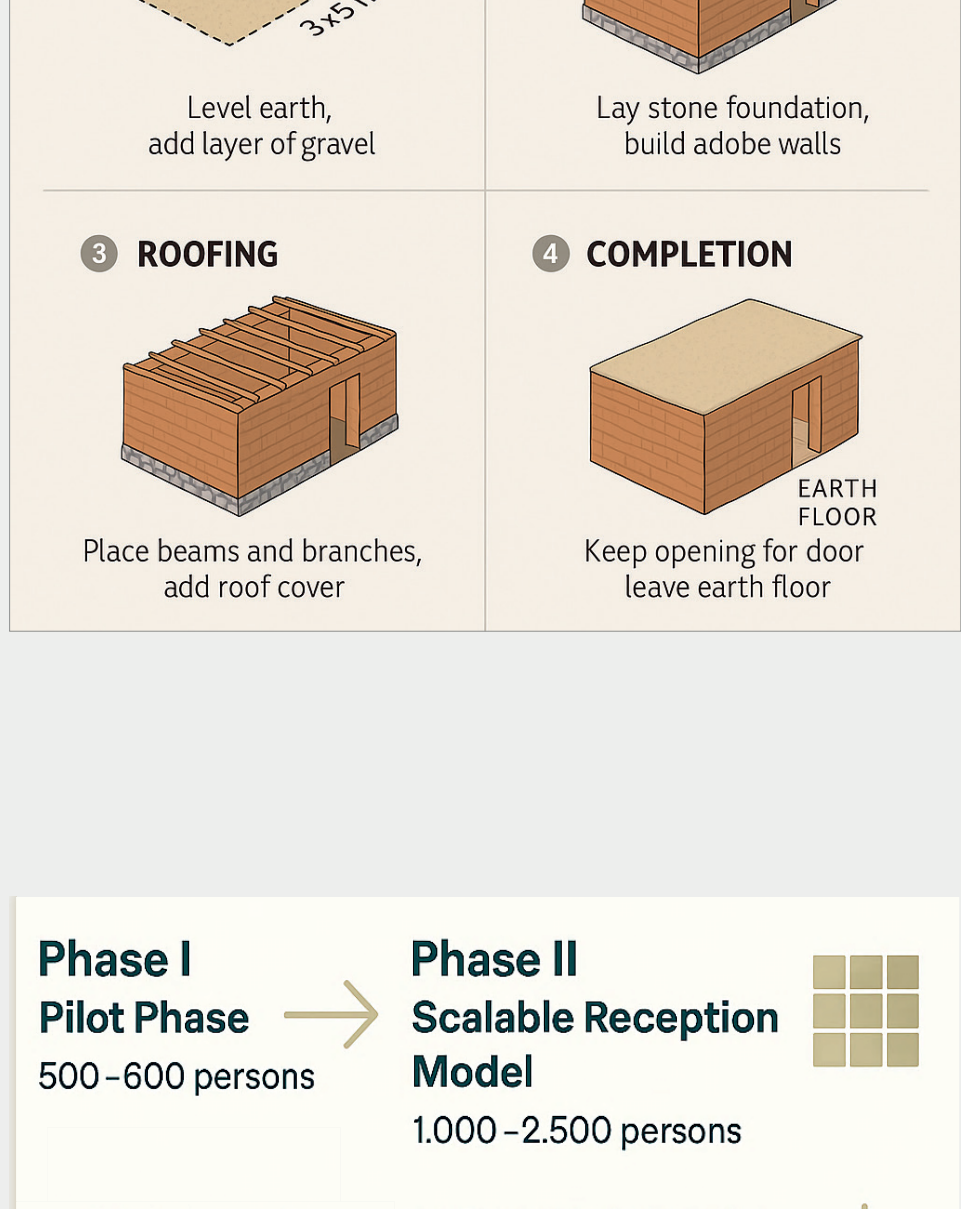 3x5
Level earth,
add layer of gravel
Lay stone foundation,
build adobe walls
3 ROOFING
Place beams and branches,
add roof cover
4 COMPLETION
EARTH
FLOOR
Keep opening for door
leave earth floor
Phase I
Pilot Phase
500–600 persons
Phase II
Scalable Reception
Model
1.000–2.500 persons